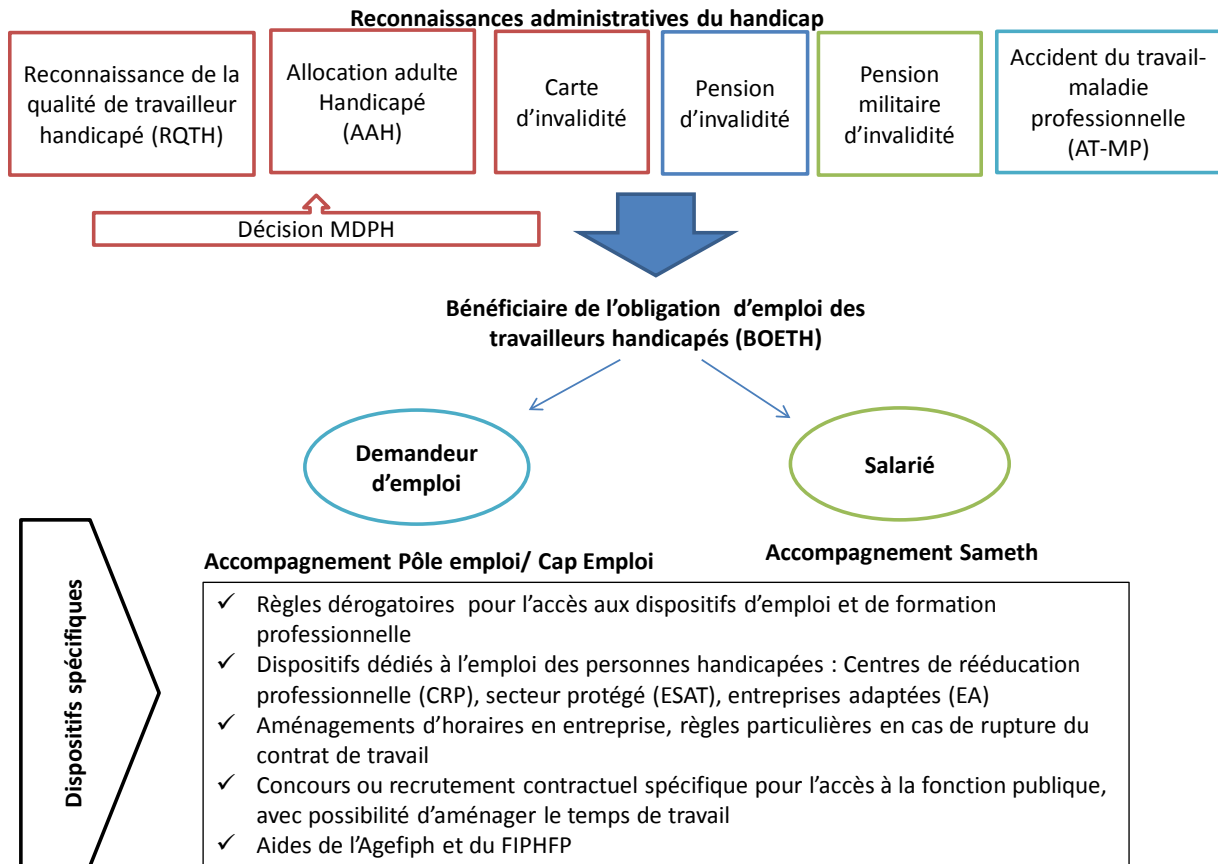 Reconnaissances administratives du handicap
Reconnaissance de la
qualité de travailleur
handicapé (RQTH)
Allocation adulte
Handicapé
(AAH)
Carte
d’invalidité
Pension
d’invalidité
Pension
militaire
d’invalidité
Accident du travail-
maladie
professionnelle
(AT-MP)
Décision MDPH
Bénéficiaire de l’obligation d’emploi des
travailleurs handicapés (BOETH)
Demandeur
d’emploi
Salarié
Accompagnement Pôle emploi/ Cap Emploi
Accompagnement Sameth
Dispositifs spécifiques
✓ Règles dérogatoires pour l’accès aux dispositifs d’emploi et de formation
professionnelle
✓ Dispositifs dédiés à l’emploi des personnes handicapées : Centres de rééducation
professionnelle (CRP), secteur protégé (ESAT), entreprises adaptées (EA)
✓ Aménagements d’horaires en entreprise, règles particulières en cas de rupture du
contrat de travail
✓ Concours ou recrutement contractuel spécifique pour l’accès à la fonction publique,
avec possibilité d’aménager le temps de travail
✓ Aides de l’Agefiph et du FIPHFP